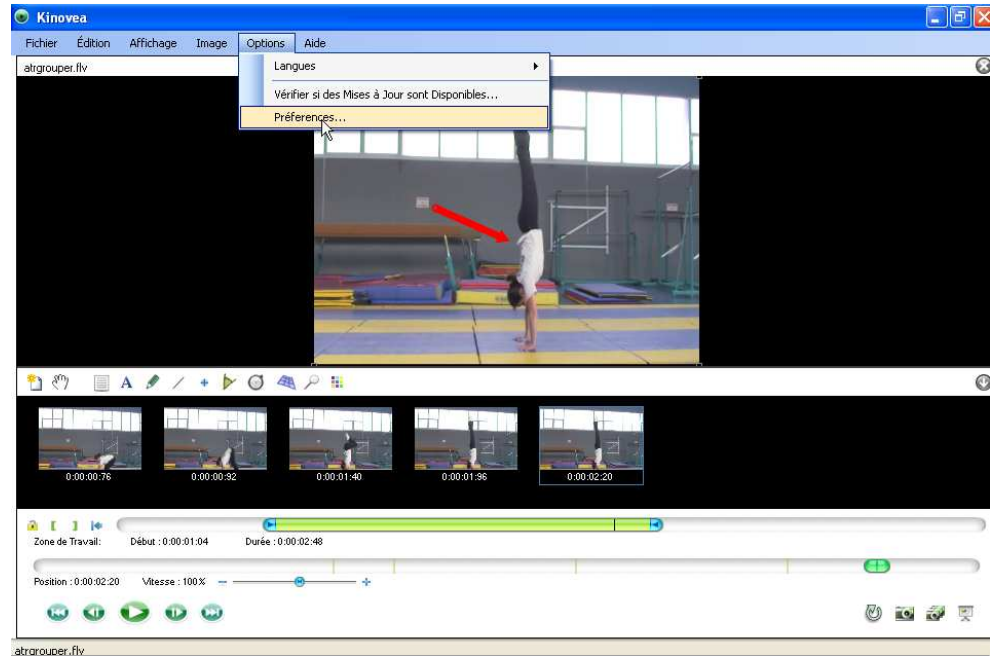 Kinovea
Fichier Édition Affichage Image Options Aide
atrgrouper.flv
Langues
Vérifier si des Mises à Jour sont Disponibles...
Préferences...
A
0:00:00:76 0:00:00:92 0:00:01:40 0:00:01:96 0:00:02:20
Zone de Travail: Début : 0:00:01:04 Durée : 0:00:02:48
Position : 0:00:02:20 Vitesse : 100%
atrgrouper.flv